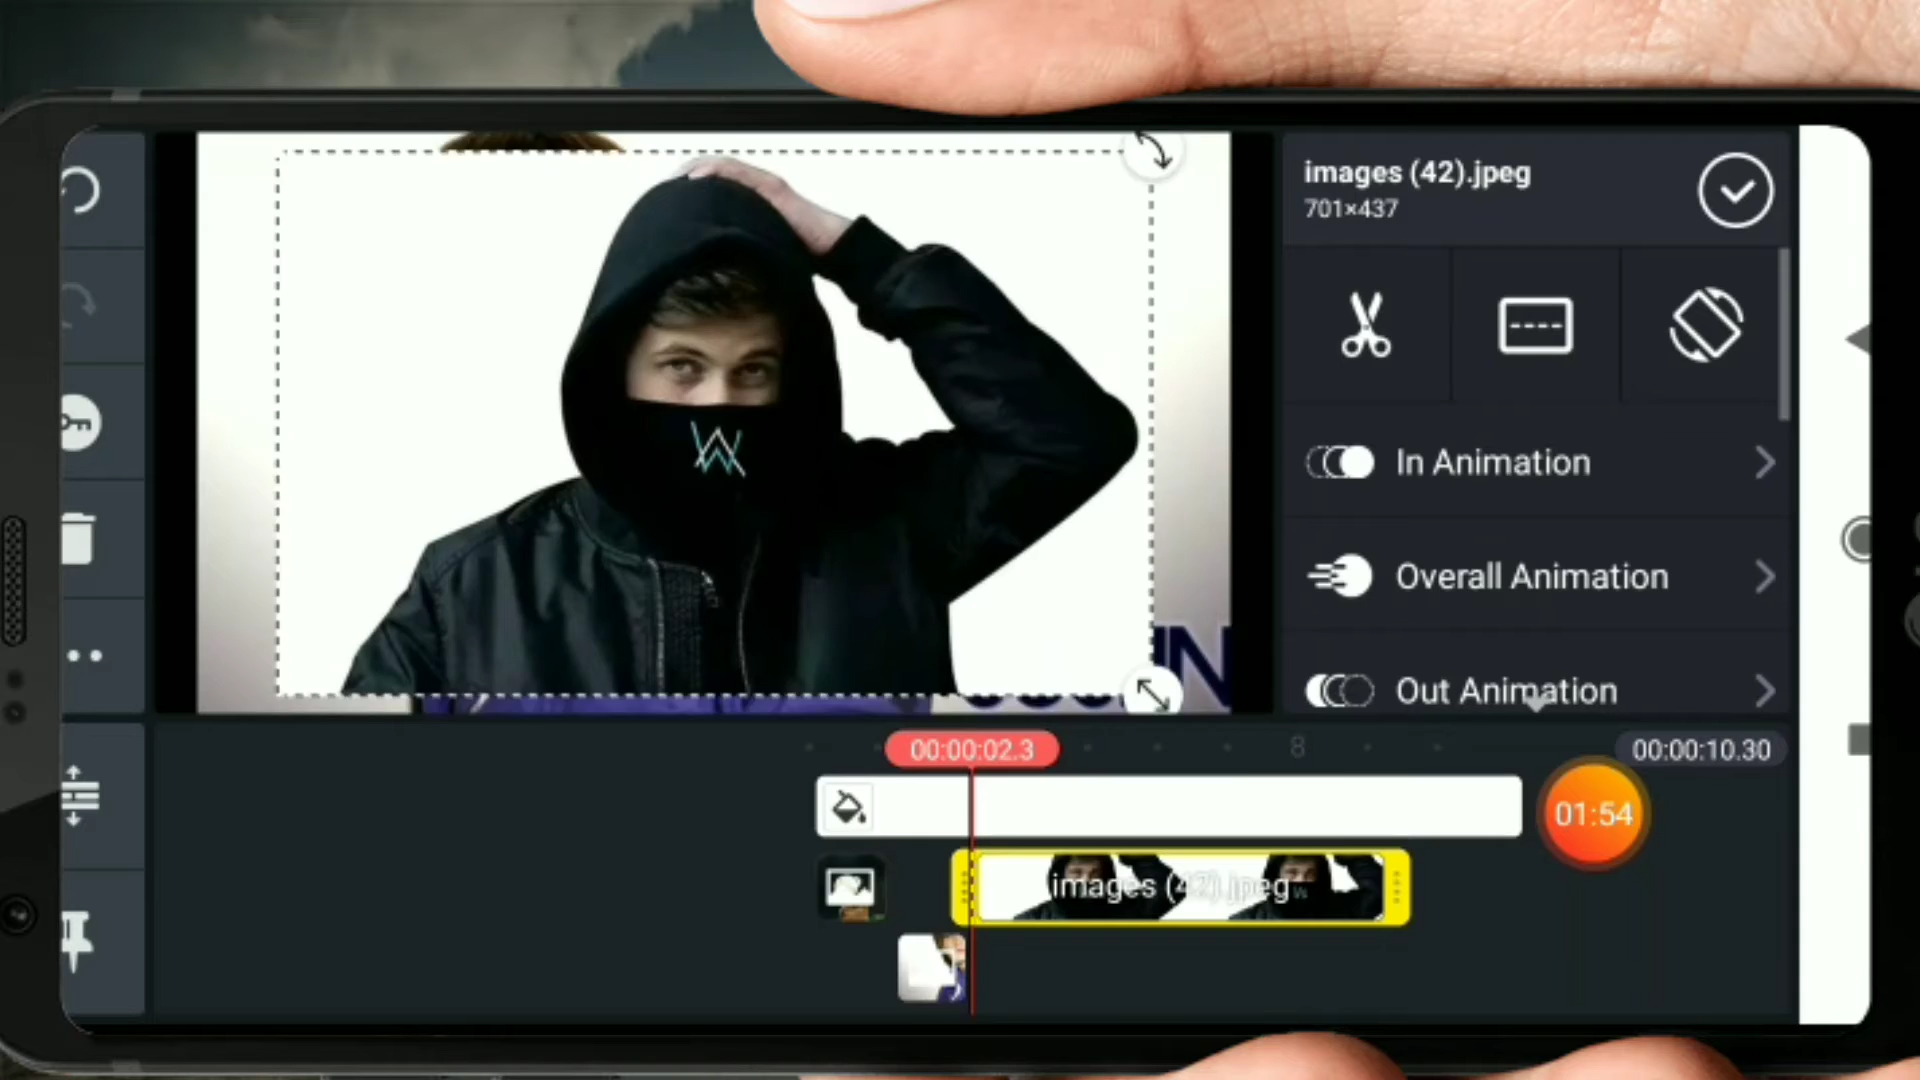 images (42).jpeg
701×437
In Animation
Overall Animation
Out Animation
00:00:02.3
8
00:00:10.30
01:54
images (42).jpeg